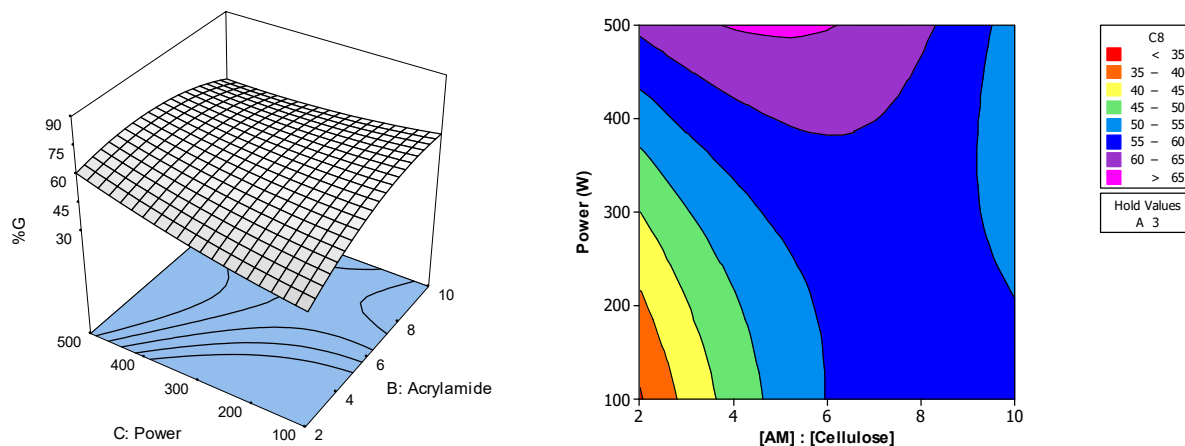 90
75
60
45
30
%G
500
400
300
200
100
C: Power
2
4
6
8
10
B: Acrylamide
500
400
300
200
100
Power (W)
2
4
6
8
10
[AM] : [Cellulose]
C8
< 35
35 – 40
40 – 45
45 – 50
50 – 55
55 – 60
60 – 65
> 65
Hold Values
A 3